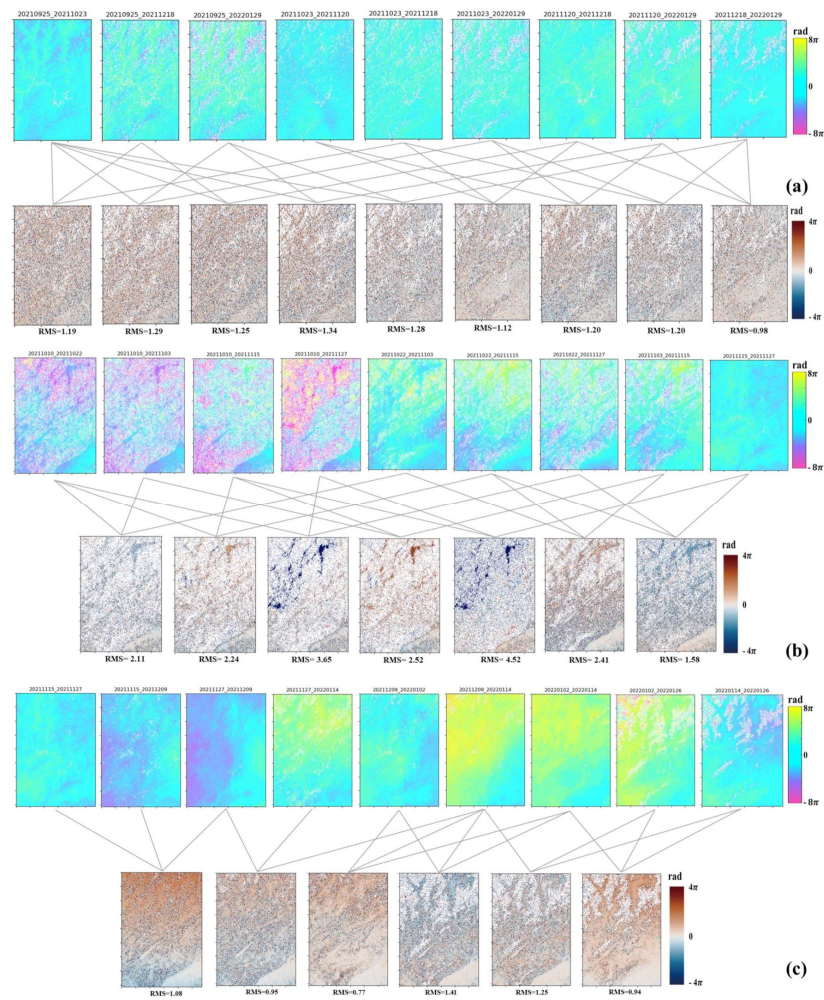 20210925_20211023 20210925_20211218 20210925_20220129 20211023_20211120 20211023_20211218 20211023_20220129 20211120_20211218 20211120_20220129 20211218_20220129
rad
8π
0
-8π
(a)
rad
4π
0
-4π
RMS=1.19 RMS=1.29 RMS=1.25 RMS=1.34 RMS=1.28 RMS=1.12 RMS=1.20 RMS=1.20 RMS=0.98
20211010_20211022 20211010_20211103 20211010_20211115 20211010_20211127 20211022_20211103 20211022_20211115 20211022_20211127 20211103_20211115 20211115_20211127
rad
8π
0
-8π
rad
4π
0
-4π
RMS= 2.11 RMS= 2.24 RMS= 3.65 RMS= 2.52 RMS= 4.52 RMS= 2.41 RMS= 1.58
(b)
20211115_20211127 20211115_20211209 20211127_20211209 20211127_20220114 20211209_20220102 20211209_20220114 20220102_20220114 20220102_20220126 20220114_20220126
rad
8π
0
-8π
rad
4π
0
-4π
(c)
RMS=1.08 RMS=0.95 RMS=0.77 RMS=1.41 RMS=1.25 RMS=0.94